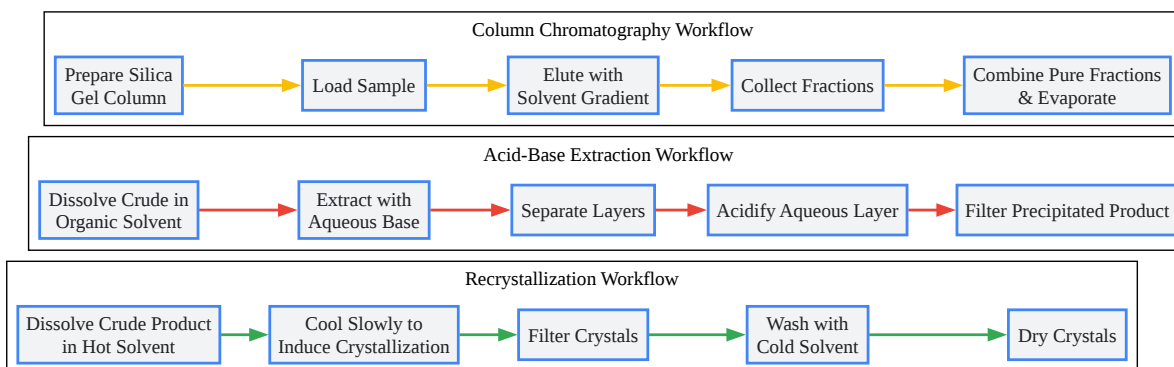 Column Chromatography Workflow
Prepare Silica
Gel Column
Load Sample
Elute with
Solvent Gradient
Collect Fractions
Combine Pure Fractions
& Evaporate
Acid-Base Extraction Workflow
Dissolve Crude in
Organic Solvent
Extract with
Aqueous Base
Separate Layers
Acidify Aqueous Layer
Filter Precipitated Product
Recrystallization Workflow
Dissolve Crude Product
in Hot Solvent
Cool Slowly to
Induce Crystallization
Filter Crystals
Wash with
Cold Solvent
Dry Crystals